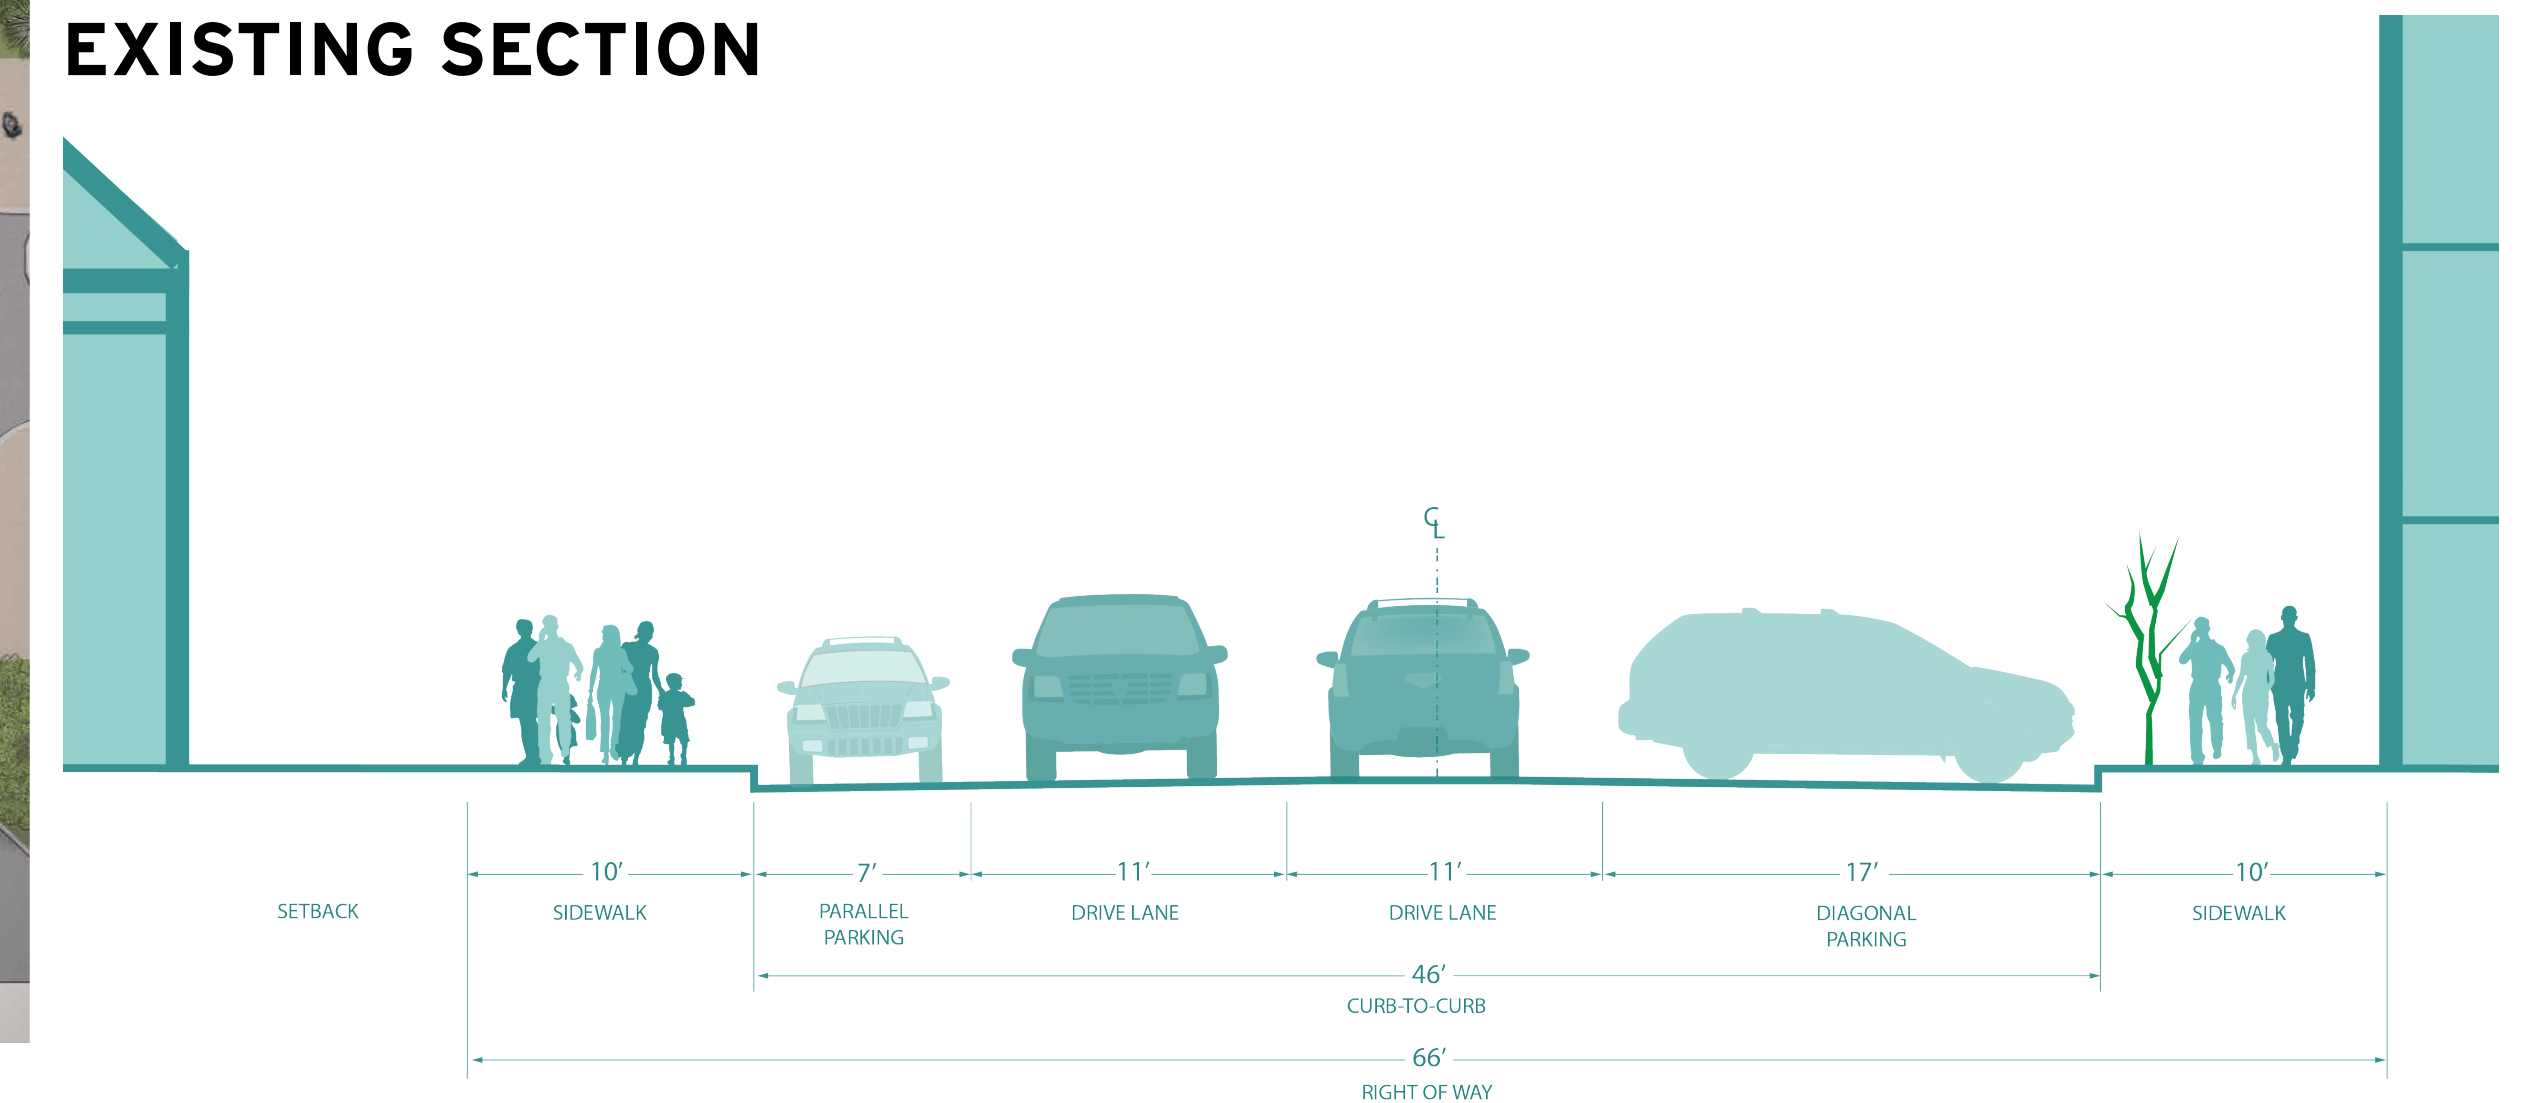 EXISTING SECTION
CL
10’ 7’ 11’ 11’ 17’ 10’
SETBACK SIDEWALK PARALLEL PARKING DRIVE LANE DRIVE LANE DIAGONAL PARKING SIDEWALK
46’
CURB-TO-CURB
66’
RIGHT OF WAY